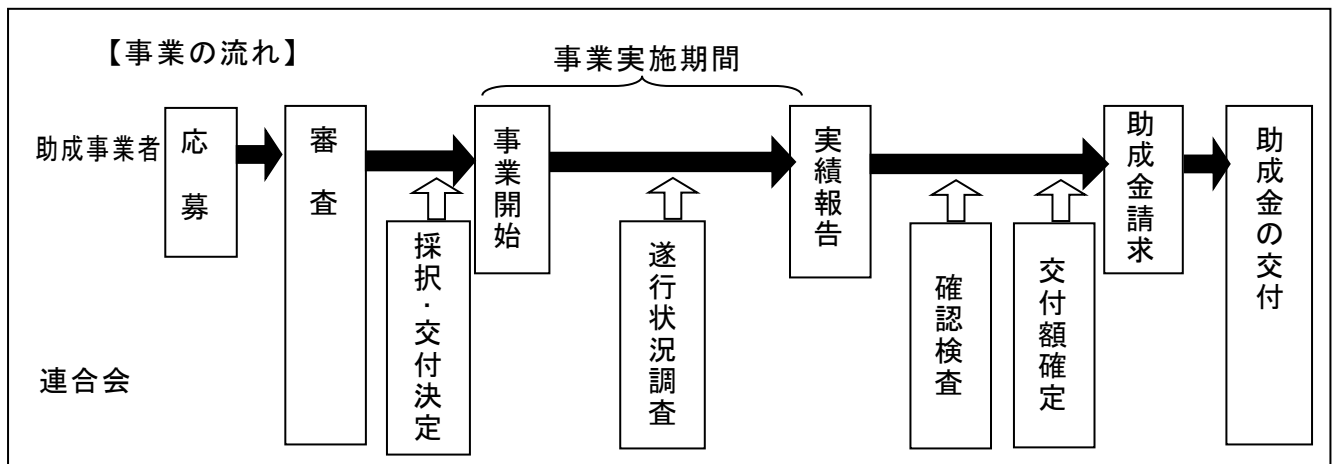 【事業の流れ】
事業実施期間
助成事業者
応募
審査
採択・交付決定
事業開始
遂行状況調査
実績報告
確認検査
交付額確定
助成金請求
助成金の交付
連合会